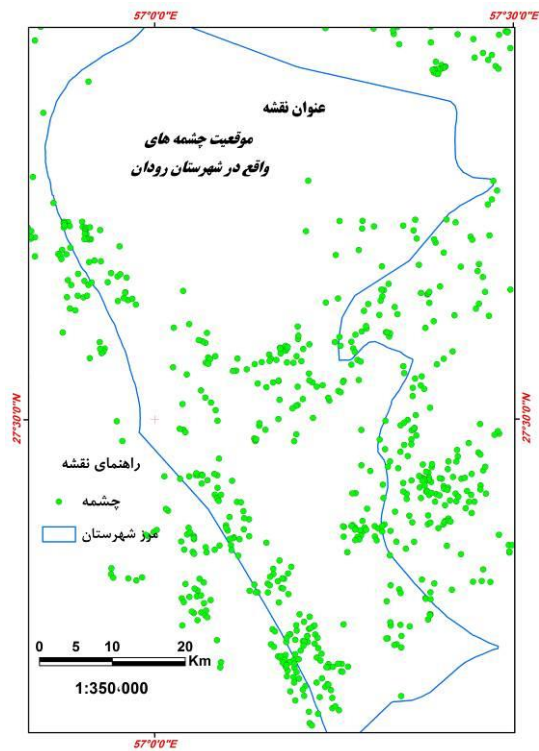 57°0'0"E
57°30'0"E
عنوان نقشه
موقعیت چشمه های
واقع در شهرستان رودان
27°30'0"N
27°30'0"N
راهنمای نقشه
چشمه
مرز شهرستان
0 5 10 20
Km
1:350،000
57°0'0"E